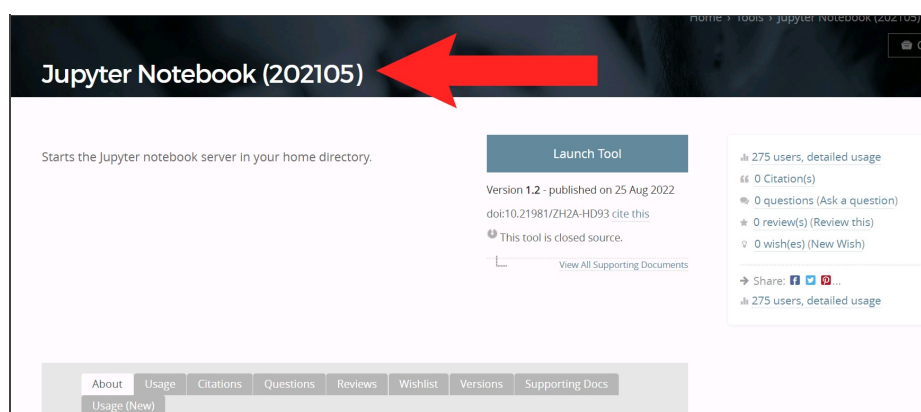 Home › Tools › Jupyter Notebook (202105)
Jupyter Notebook (202105)
Starts the Jupyter notebook server in your home directory.
Launch Tool
Version 1.2 - published on 25 Aug 2022
doi:10.21981/ZH2A-HD93 cite this
This tool is closed source.
View All Supporting Documents
275 users, detailed usage
0 Citation(s)
0 questions (Ask a question)
0 review(s) (Review this)
0 wish(es) (New Wish)
Share: ...
275 users, detailed usage
About Usage Citations Questions Reviews Wishlist Versions Supporting Docs
Usage (New)